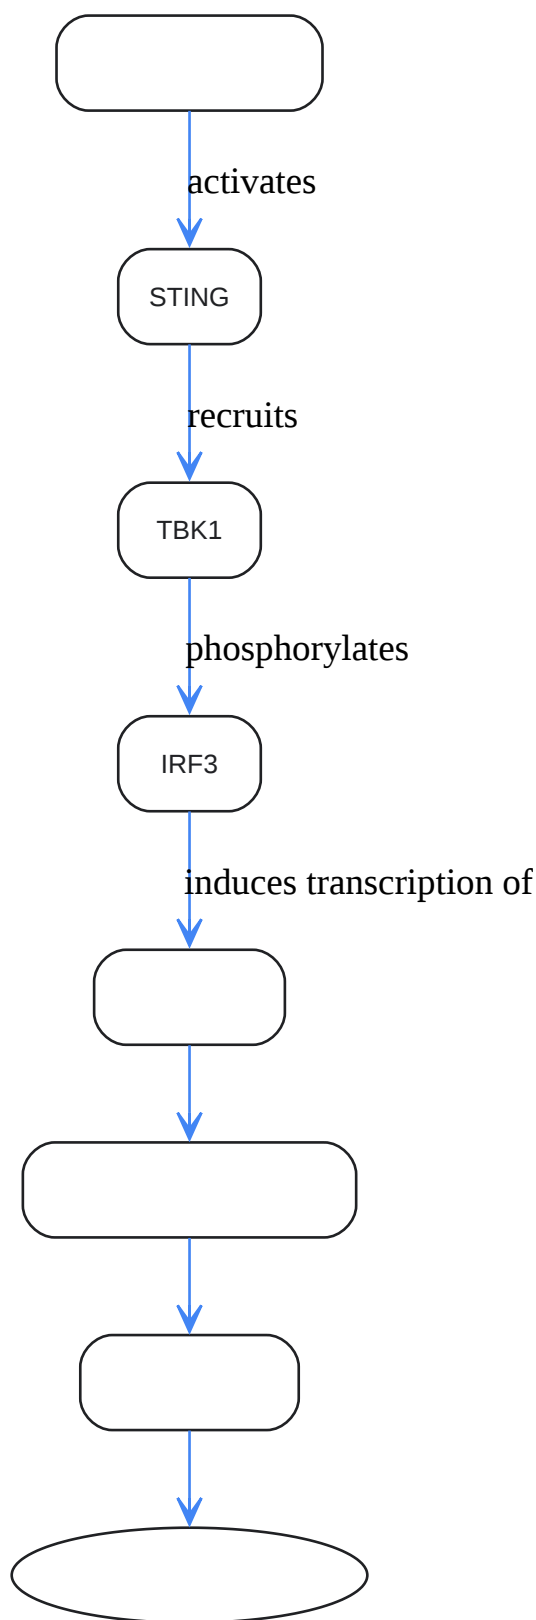 activates
STING
recruits
TBK1
phosphorylates
IRF3
induces transcription of